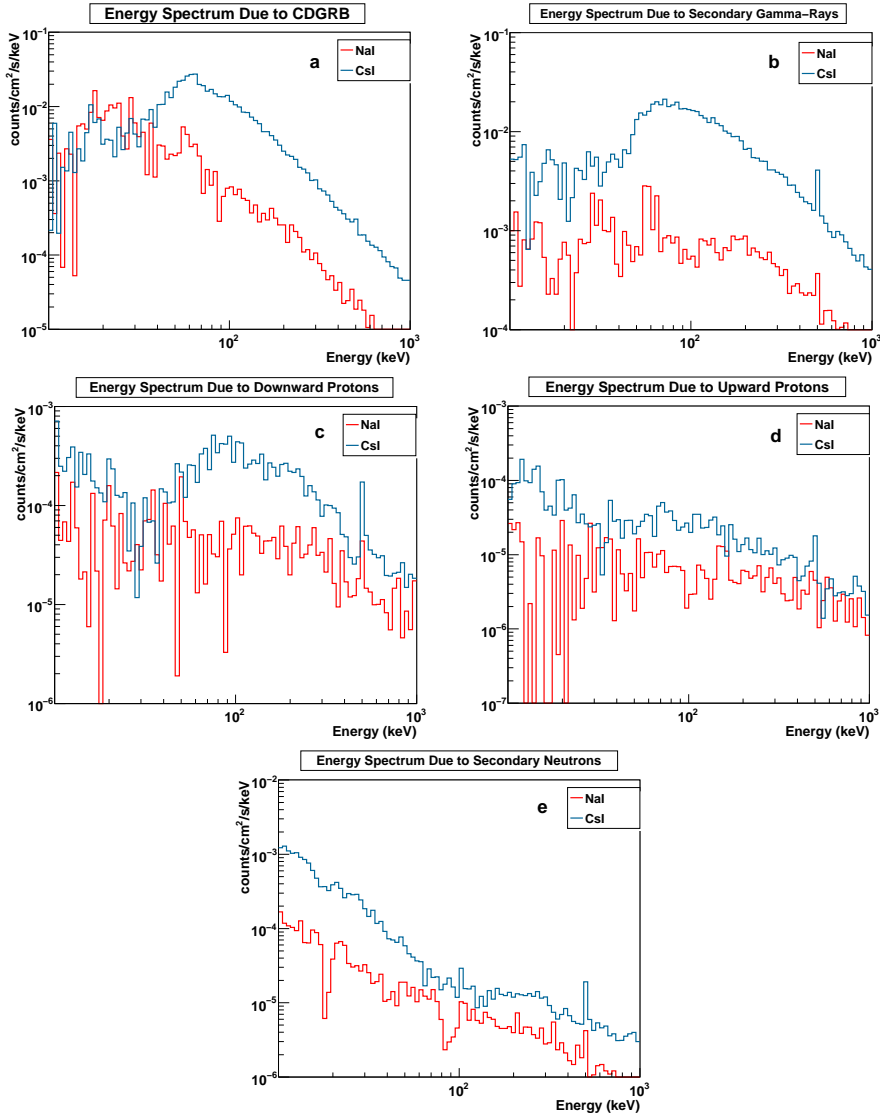 Energy Spectrum Due to CDGRB
counts/cm²/s/keV
10⁻¹
10⁻²
10⁻³
10⁻⁴
10⁻⁵
a
NaI
CsI
10²
10³
Energy (keV)
Energy Spectrum Due to Secondary Gamma−Rays
counts/cm²/s/keV
10⁻¹
10⁻²
10⁻³
10⁻⁴
b
NaI
CsI
10²
10³
Energy (keV)
Energy Spectrum Due to Downward Protons
counts/cm²/s/keV
10⁻³
10⁻⁴
10⁻⁵
10⁻⁶
c
NaI
CsI
10²
10³
Energy (keV)
Energy Spectrum Due to Upward Protons
counts/cm²/s/keV
10⁻³
10⁻⁴
10⁻⁵
10⁻⁶
10⁻⁷
d
NaI
CsI
10²
10³
Energy (keV)
Energy Spectrum Due to Secondary Neutrons
counts/cm²/s/keV
10⁻²
10⁻³
10⁻⁴
10⁻⁵
10⁻⁶
e
NaI
CsI
10²
10³
Energy (keV)